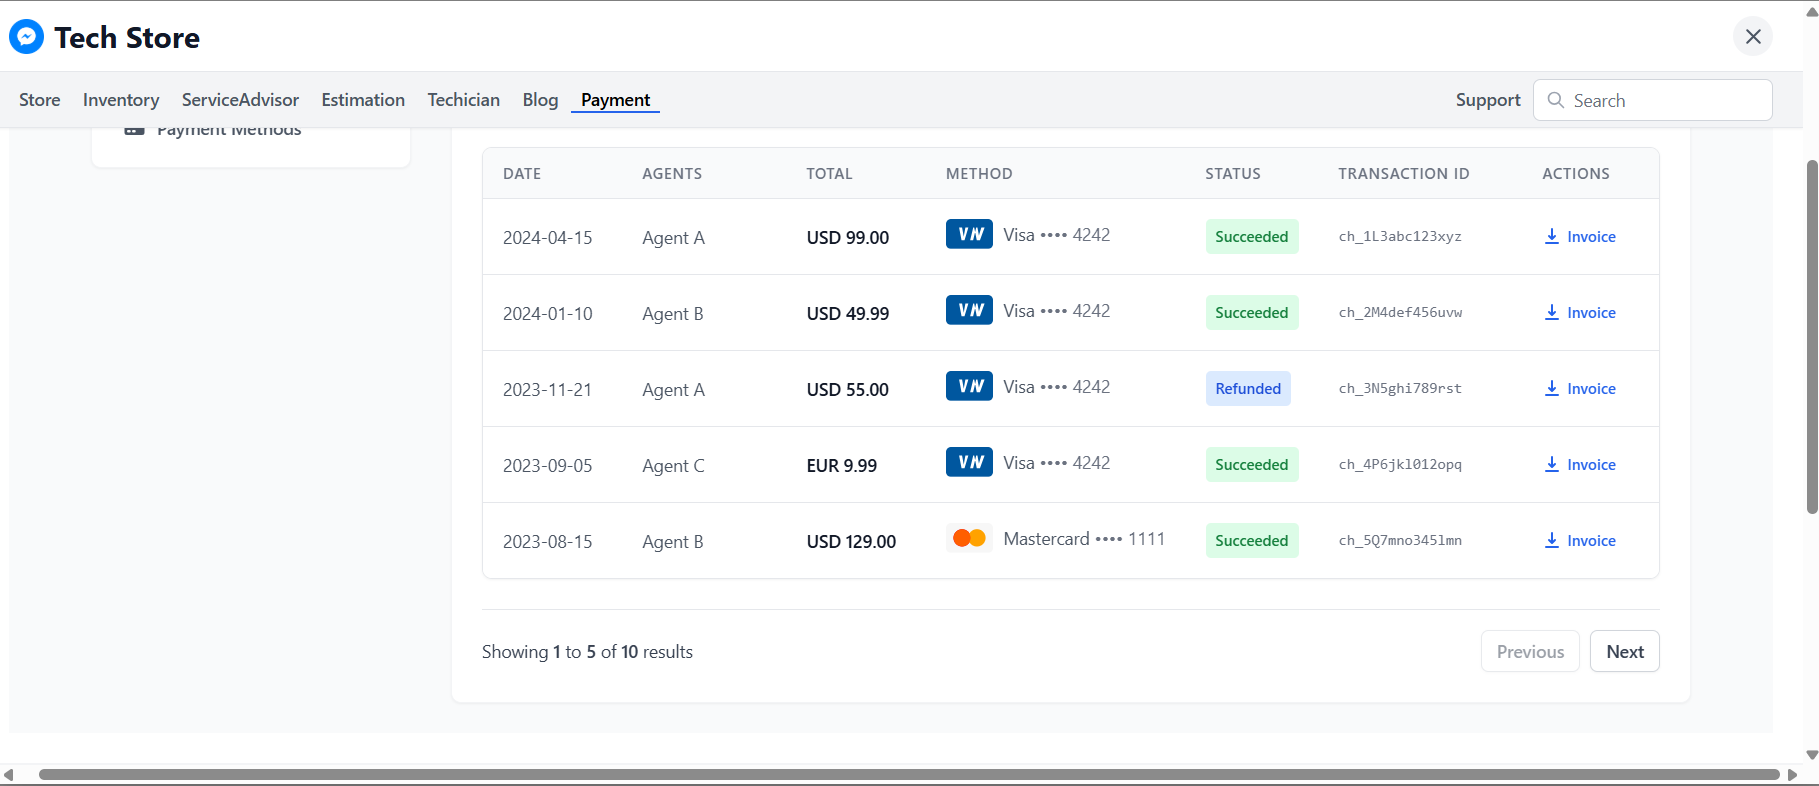 Tech Store
Store Inventory ServiceAdvisor Estimation Techician Blog Payment Support Search
Payment Methods
DATE AGENTS TOTAL METHOD STATUS TRANSACTION ID ACTIONS
2024-04-15 Agent A USD 99.00 Visa •••• 4242 Succeeded ch_1L3abc123xyz Invoice
2024-01-10 Agent B USD 49.99 Visa •••• 4242 Succeeded ch_2M4def456uvw Invoice
2023-11-21 Agent A USD 55.00 Visa •••• 4242 Refunded ch_3N5ghi789rst Invoice
2023-09-05 Agent C EUR 9.99 Visa •••• 4242 Succeeded ch_4P6jkl012opq Invoice
2023-08-15 Agent B USD 129.00 Mastercard •••• 1111 Succeeded ch_5Q7mno345lmn Invoice
Showing 1 to 5 of 10 results Previous Next